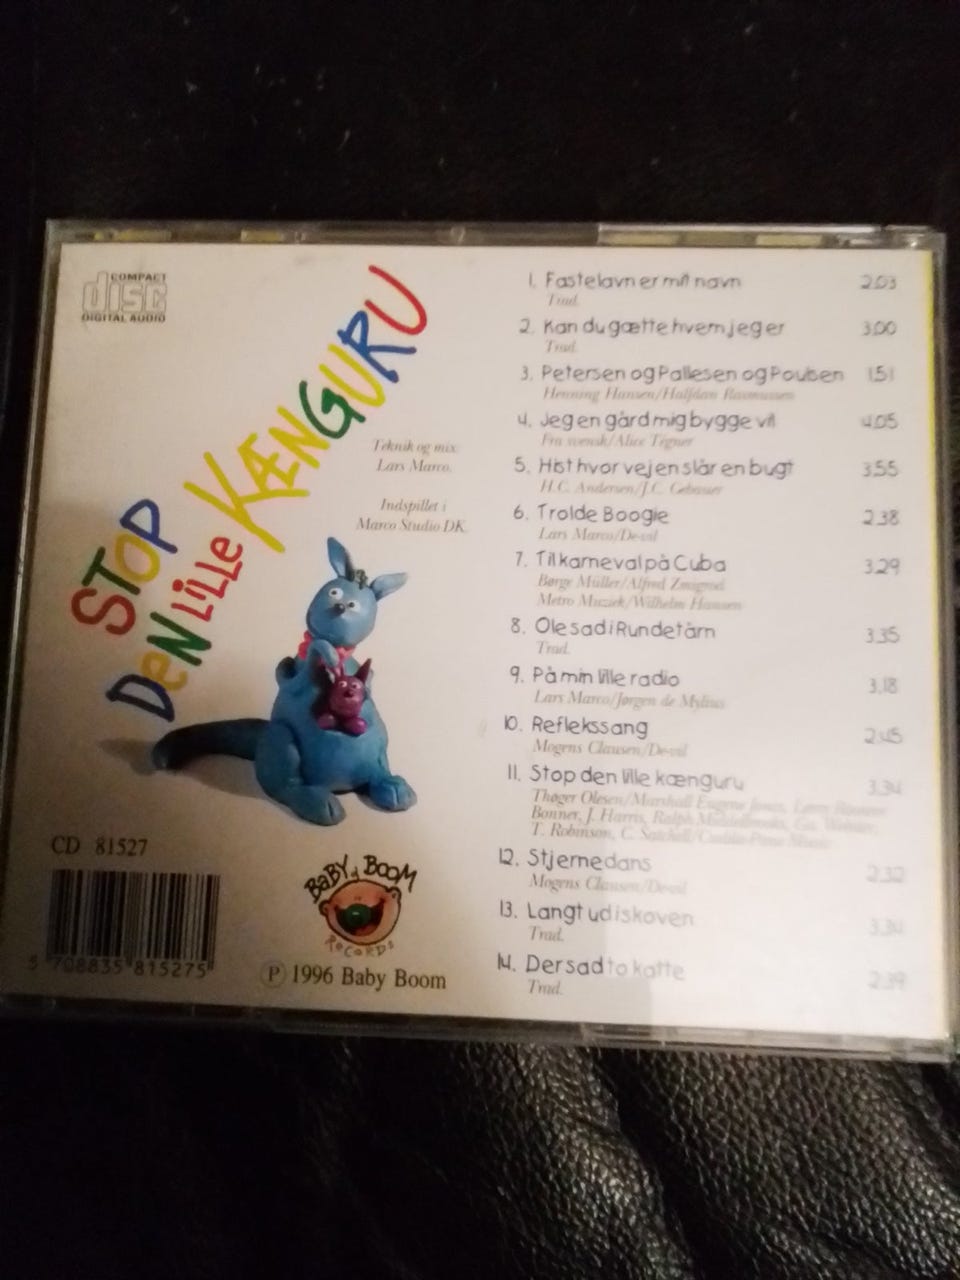 COMPACT
disc
DIGITAL AUDIO
STOP
DeN LiLLe KÆNGURU
Teknik og mix:
Lars Marco.
Indspillet i
Marco Studio DK.
CD 81527
5 708835 815275
BABY BOOM
RECORDS
Ⓟ 1996 Baby Boom
1. Fastelavn er mit navn 2.03
Trad.
2. Kan du gætte hvem jeg er 3.00
Trad.
3. Petersen og Pallesen og Poulsen 1.51
Henning Hansen/Halfdan Rasmussen
4. Jeg en gård mig bygge vil 4.05
Fra svensk/Alice Tegner
5. Hist hvor vejen slår en bugt 3.55
H.C. Andersen/J.C. Gebauer
6. Trolde Boogie 2.38
Lars Marco/De-vil
7. Til karneval på Cuba 3.29
Børge Müller/Alfred Zmigrod
Metro Muziek/Wilhelm Hansen
8. Ole sad i Rundetårn 3.35
Trad.
9. På min lille radio 3.18
Lars Marco/Jørgen de Mylius
10. Reflekssang 2.45
Mogens Clausen/De-vil
11. Stop den lille kænguru 3.34
Thøger Olesen/Marshall Eugene Jones,
Bonner, J. Harris, Ralph
T. Robinson, C. Satchell/
12. Stjernedans 2.32
Mogens Clausen/De-vil
13. Langt ud i skoven 3.34
Trad.
14. Der sad to katte 2.39
Trad.